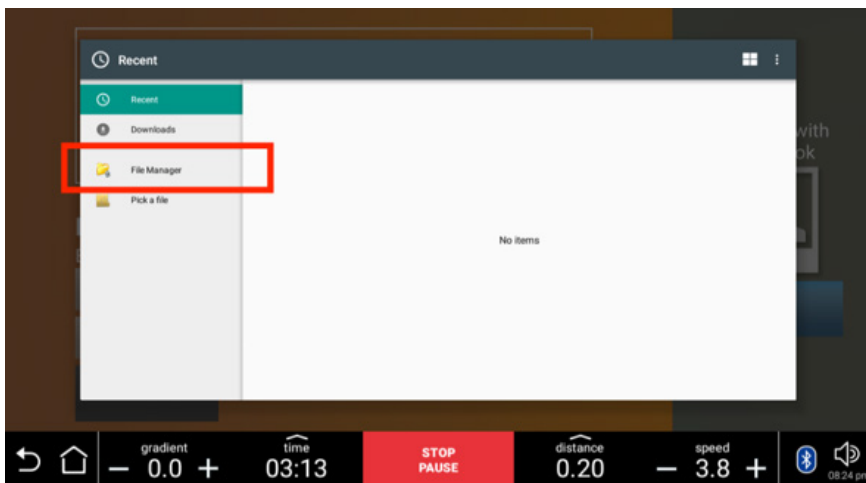 Recent
Recent
Downloads
File Manager
Pick a file
No items
with
ok
gradient
0.0
time
03:13
STOP
PAUSE
distance
0.20
speed
3.8
08:24 pm